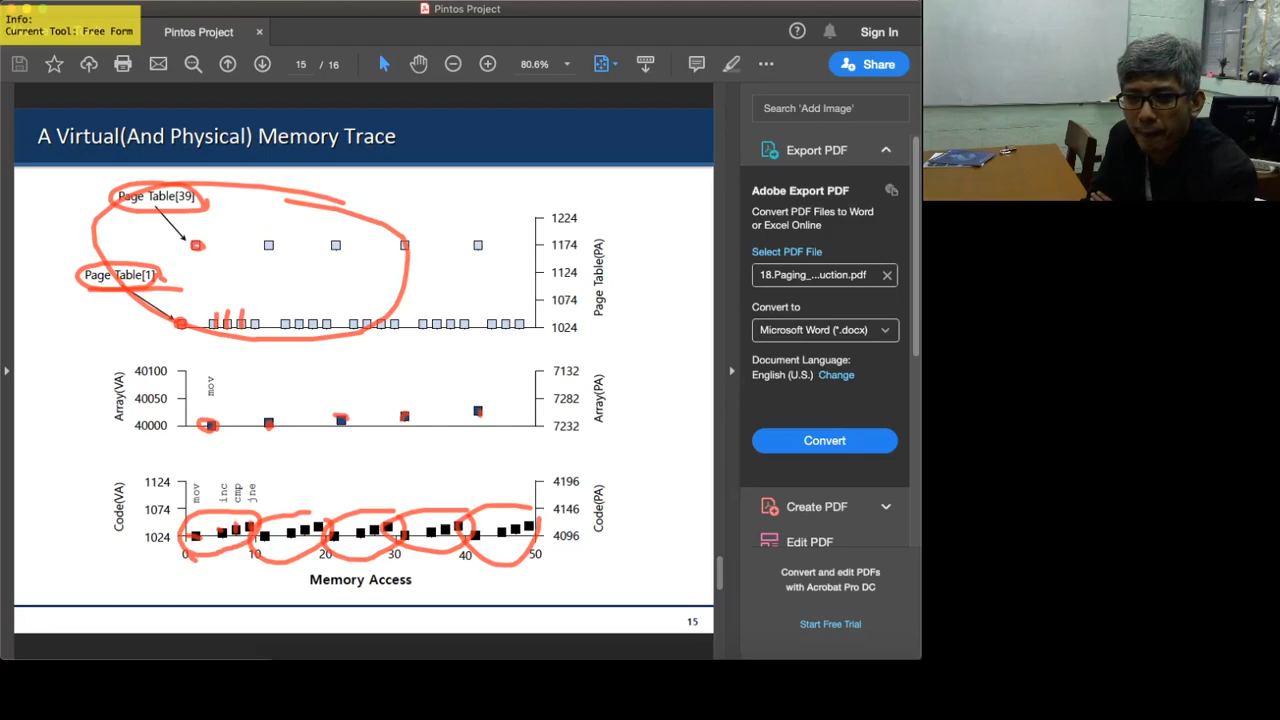 Info:
Current Tool: Free Form
Pintos Project
Pintos Project ×
Sign In
15 / 16
80.6%
Share
Search 'Add Image'
Export PDF
Adobe Export PDF
Convert PDF Files to Word
or Excel Online
Select PDF File
18.Paging_...uction.pdf
Convert to
Microsoft Word (*.docx)
Document Language:
English (U.S.) Change
Convert
Create PDF
Edit PDF
Convert and edit PDFs
with Acrobat Pro DC
Start Free Trial
A Virtual(And Physical) Memory Trace
Page Table[39]
Page Table[1]
1224
1174
1124
1074
1024
Page Table(PA)
Array(VA)
40100
40050
40000
mov
7132
7282
7232
Array(PA)
Code(VA)
1124
1074
1024
mov
inc
cmp
jne
4196
4146
4096
Code(PA)
0 10 20 30 40 50
Memory Access
15